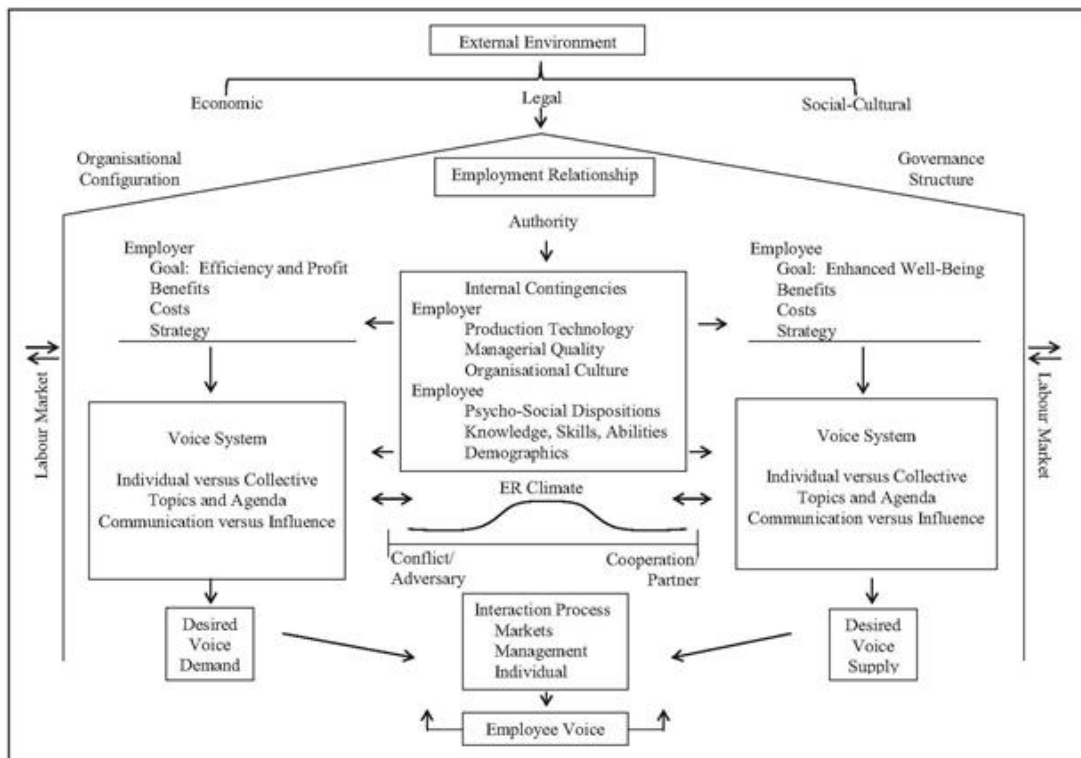 External Environment
Economic
Legal
Social-Cultural
Organisational
Configuration
Governance
Structure
Employment Relationship
Authority
Employer
Goal: Efficiency and Profit
Benefits
Costs
Strategy
Internal Contingencies
Employer
Production Technology
Managerial Quality
Organisational Culture
Employee
Psycho-Social Dispositions
Knowledge, Skills, Abilities
Demographics
Employee
Goal: Enhanced Well-Being
Benefits
Costs
Strategy
Labour Market
Labour Market
Voice System
Individual versus Collective
Topics and Agenda
Communication versus Influence
Voice System
Individual versus Collective
Topics and Agenda
Communication versus Influence
ER Climate
Conflict/
Adversary
Cooperation/
Partner
Desired
Voice
Demand
Interaction Process
Markets
Management
Individual
Desired
Voice
Supply
Employee Voice